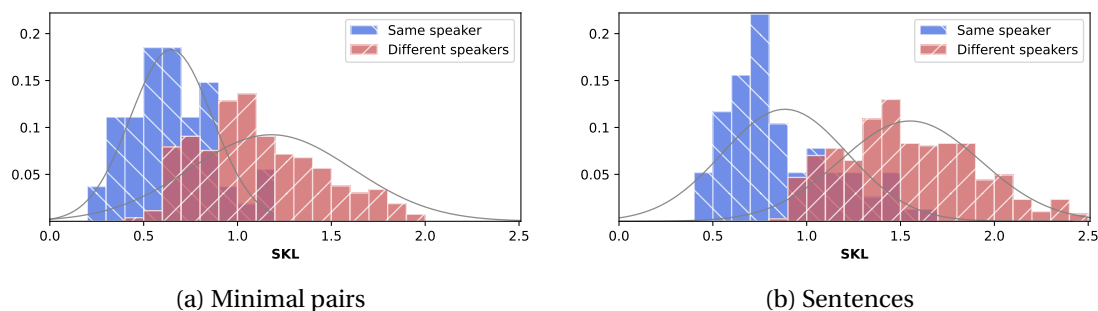 0.2
0.15
0.1
0.05
0.0 0.5 1.0 1.5 2.0 2.5
SKL
Same speaker
Different speakers
(a) Minimal pairs
0.2
0.15
0.1
0.05
0.0 0.5 1.0 1.5 2.0 2.5
SKL
Same speaker
Different speakers
(b) Sentences